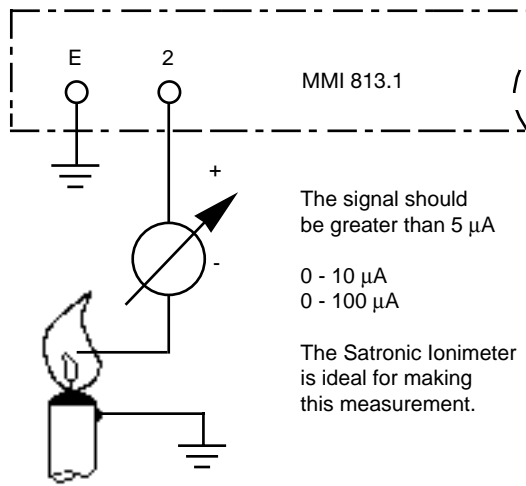 E
2
MMI 813.1
+
-
The signal should
be greater than 5 µA
0 - 10 µA
0 - 100 µA
The Satronic Ionimeter
is ideal for making
this measurement.